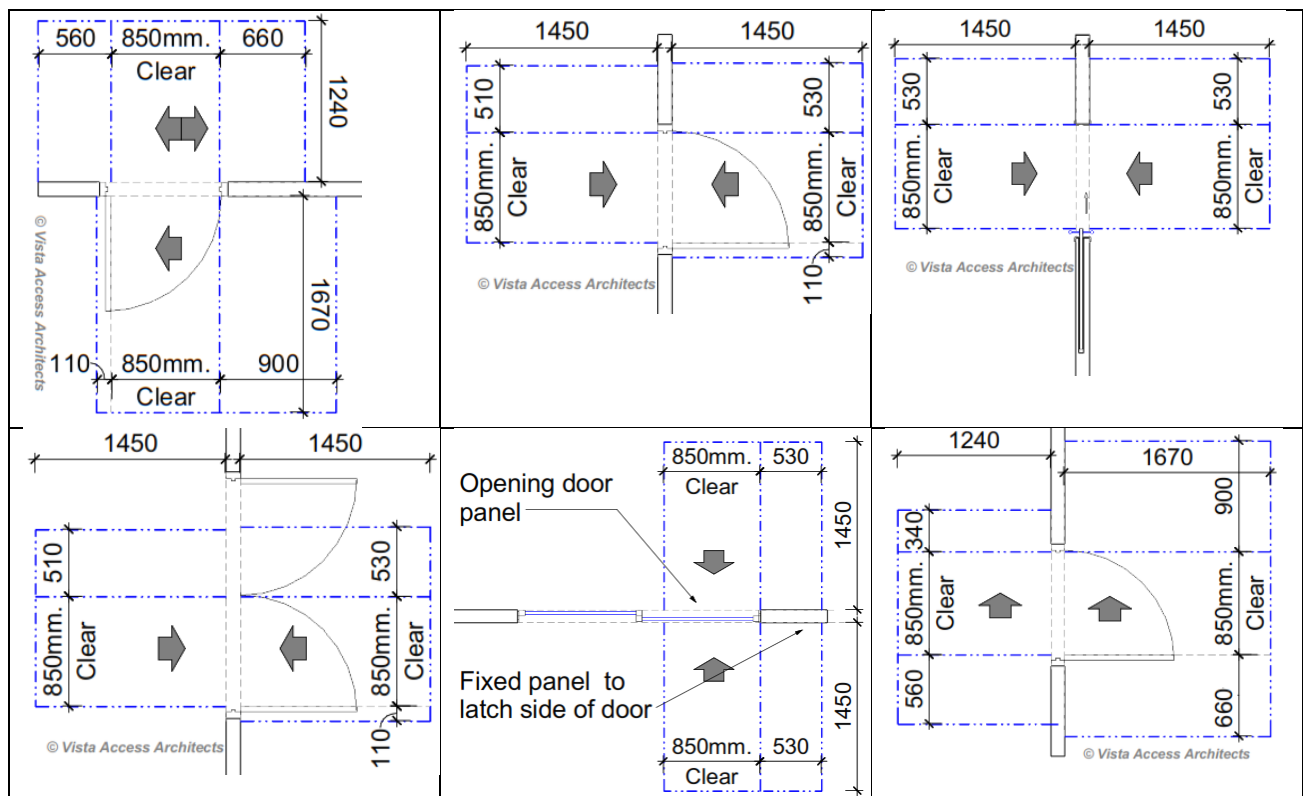 560
850mm.
660
Clear
1240
1670
110
850mm.
900
Clear
© Vista Access Architects
1450
1450
510
530
850mm.
Clear
850mm.
Clear
110
© Vista Access Architects
1450
1450
530
530
850mm.
Clear
850mm.
Clear
© Vista Access Architects
1450
1450
510
530
850mm.
Clear
850mm.
Clear
110
© Vista Access Architects
850mm.
530
Clear
Opening door
panel
1450
1450
Fixed panel to
latch side of door
850mm.
530
Clear
1240
1670
340
900
850mm.
Clear
850mm.
Clear
560
660
© Vista Access Architects